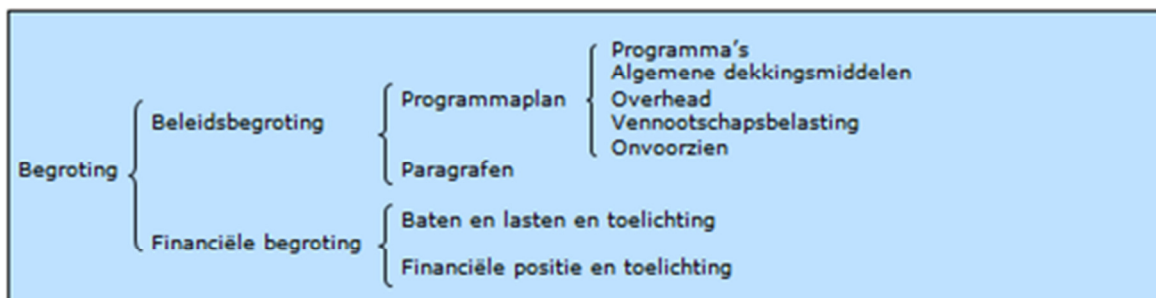 Programma's
Algemene dekkingsmiddelen
Programmaplan
Overhead
Beleidsbegroting
Vennootschapsbelasting
Onvoorzien
Begroting
Paragrafen
Baten en lasten en toelichting
Financiële begroting
Financiële positie en toelichting